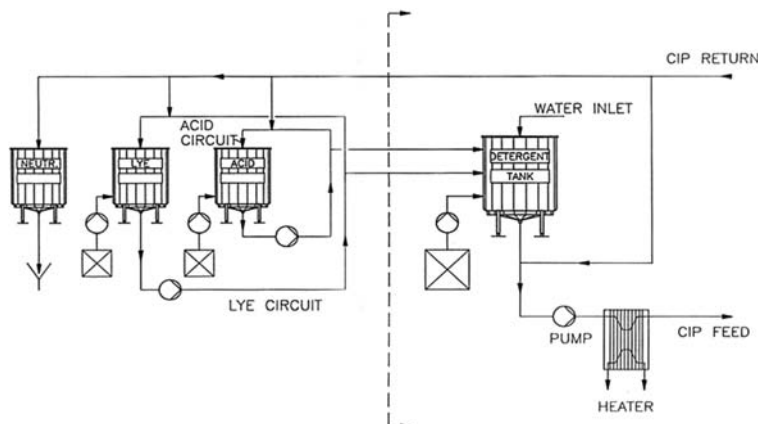 CIP RETURN
WATER INLET
ACID
CIRCUIT
NEUTR.
LYE
ACID
DETERGENT
TANK
LYE CIRCUIT
PUMP
CIP FEED
HEATER